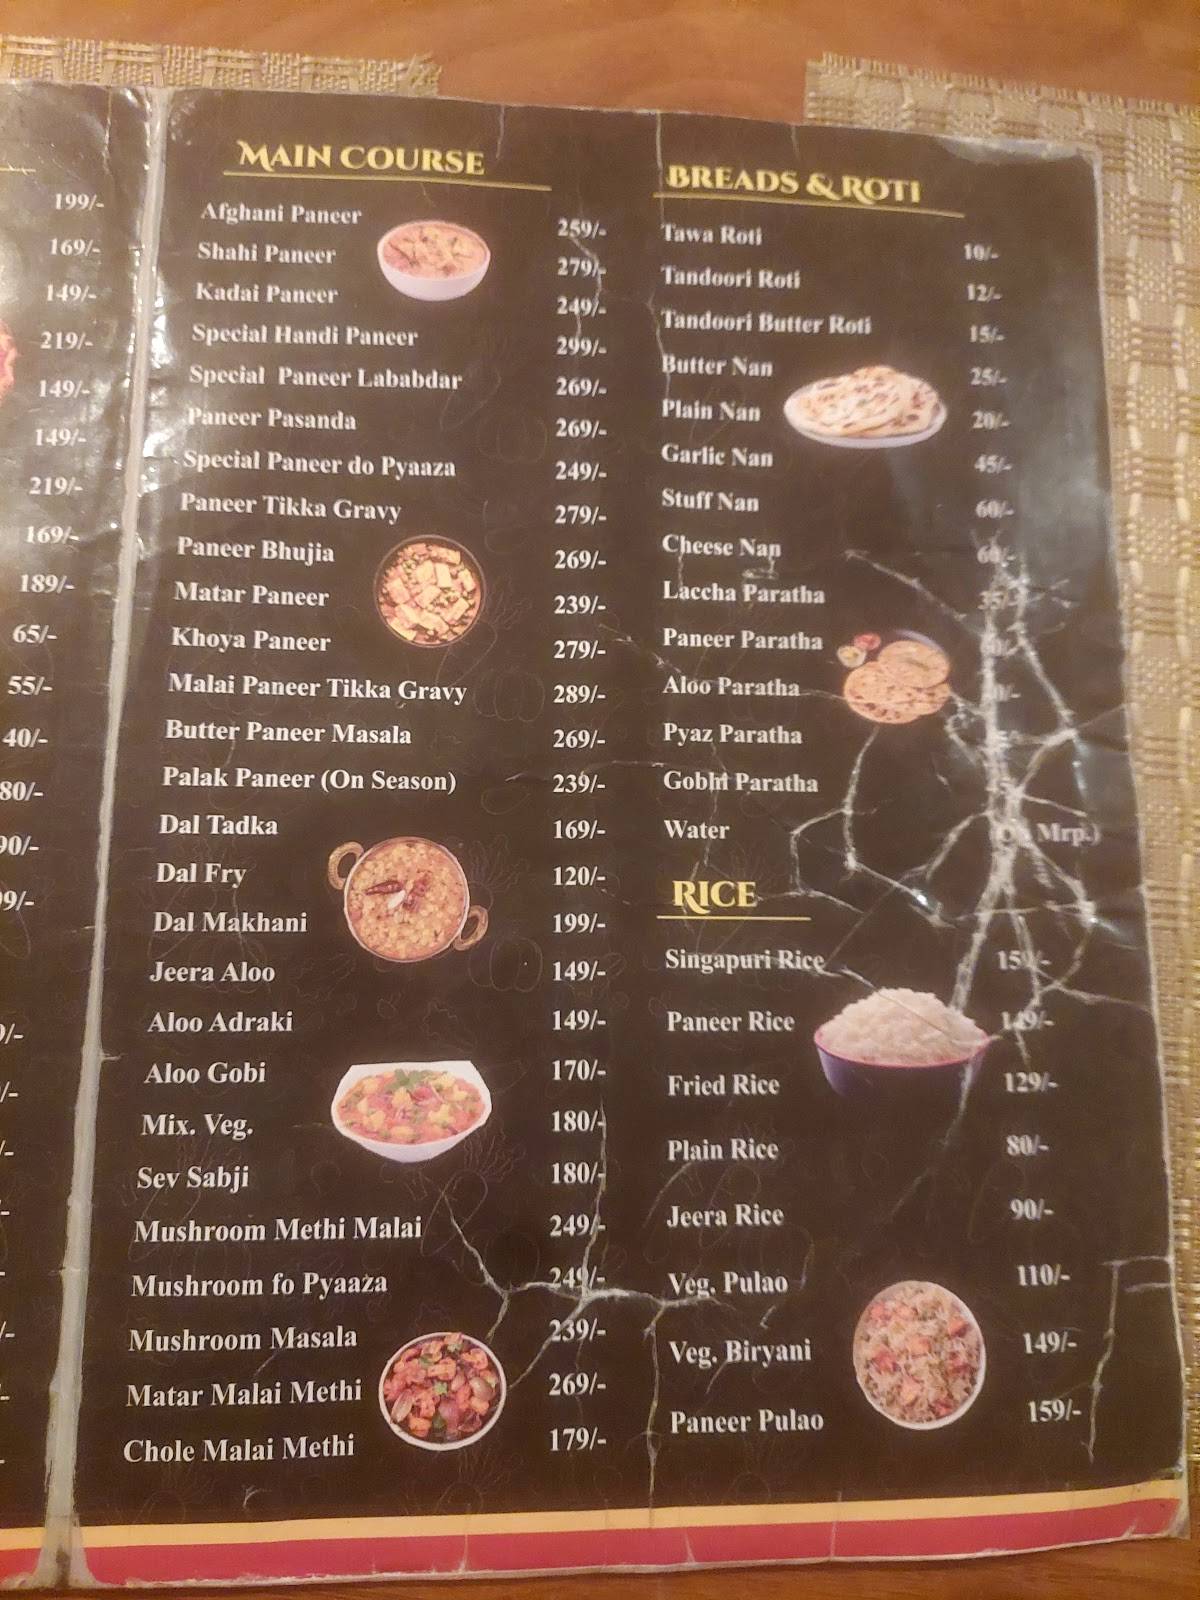 199/-
169/-
149/-
219/-
149/-
149/-
219/-
169/-
189/-
65/-
55/-
40/-
80/-
90/-
MAIN COURSE
Afghani Paneer 259/-
Shahi Paneer 279/-
Kadai Paneer 249/-
Special Handi Paneer 299/-
Special Paneer Lababdar 269/-
Paneer Pasanda 269/-
Special Paneer do Pyaaza 249/-
Paneer Tikka Gravy 279/-
Paneer Bhujia 269/-
Matar Paneer 239/-
Khoya Paneer 279/-
Malai Paneer Tikka Gravy 289/-
Butter Paneer Masala 269/-
Palak Paneer (On Season) 239/-
Dal Tadka 169/-
Dal Fry 120/-
Dal Makhani 199/-
Jeera Aloo 149/-
Aloo Adraki 149/-
Aloo Gobi 170/-
Mix. Veg. 180/-
Sev Sabji 180/-
Mushroom Methi Malai 249/-
Mushroom fo Pyaaza 249/-
Mushroom Masala 239/-
Matar Malai Methi 269/-
Chole Malai Methi 179/-
BREADS & ROTI
Tawa Roti 10/-
Tandoori Roti 12/-
Tandoori Butter Roti 15/-
Butter Nan 25/-
Plain Nan 20/-
Garlic Nan 45/-
Stuff Nan 60/-
Cheese Nan 60/-
Laccha Paratha 35/-
Paneer Paratha
Aloo Paratha
Pyaz Paratha
Gobhi Paratha
Water (On Mrp.)
RICE
Singapuri Rice 159/-
Paneer Rice 149/-
Fried Rice 129/-
Plain Rice 80/-
Jeera Rice 90/-
Veg. Pulao 110/-
Veg. Biryani 149/-
Paneer Pulao 159/-